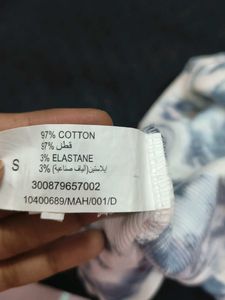 S
97% COTTON
97% قطن
3% ELASTANE
3% إيلاستين(ألياف صناعية)
300879657002
10400689/MAH/001/D